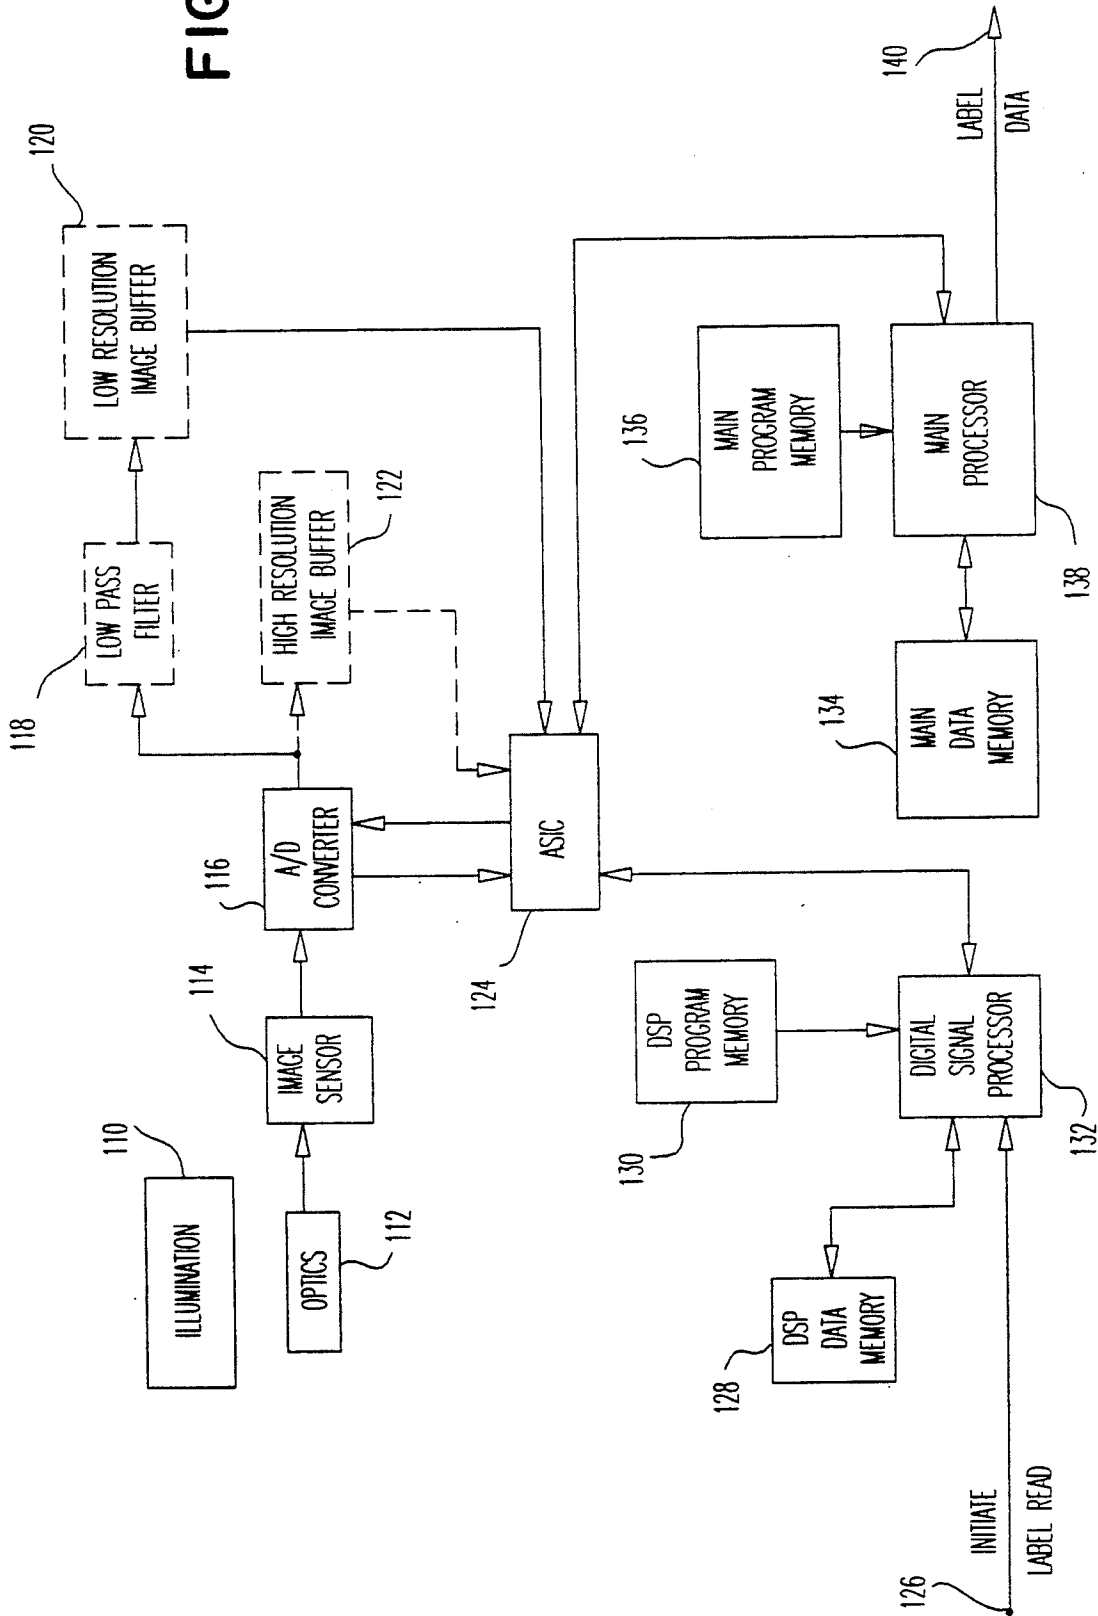 FIG
120
LOW RESOLUTION
IMAGE BUFFER
118
LOW PASS
FILTER
122
HIGH RESOLUTION
IMAGE BUFFER
116
A/D
CONVERTER
114
IMAGE
SENSOR
110
ILLUMINATION
112
OPTICS
124
ASIC
140
LABEL
DATA
136
MAIN
PROGRAM
MEMORY
MAIN
PROCESSOR
138
134
MAIN
DATA
MEMORY
130
DSP
PROGRAM
MEMORY
DIGITAL
SIGNAL
PROCESSOR
132
128
DSP
DATA
MEMORY
126
INITIATE
LABEL READ